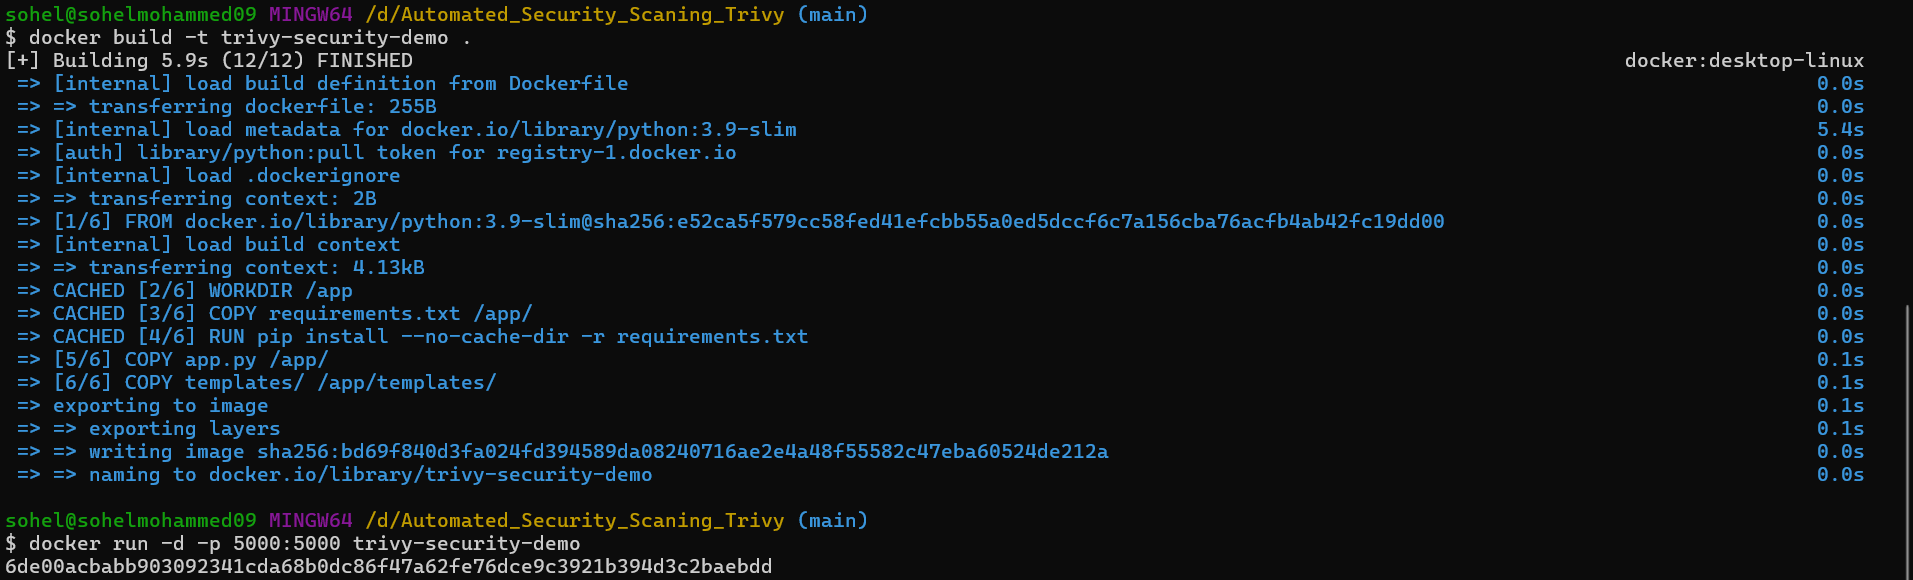 sohel@sohelmohammed09 MINGW64 /d/Automated_Security_Scaning_Trivy (main)
$ docker build -t trivy-security-demo .
[+] Building 5.9s (12/12) FINISHED docker:desktop-linux
=> [internal] load build definition from Dockerfile 0.0s
=> => transferring dockerfile: 255B 0.0s
=> [internal] load metadata for docker.io/library/python:3.9-slim 5.4s
=> [auth] library/python:pull token for registry-1.docker.io 0.0s
=> [internal] load .dockerignore 0.0s
=> => transferring context: 2B 0.0s
=> [1/6] FROM docker.io/library/python:3.9-slim@sha256:e52ca5f579cc58fed41efcbb55a0ed5dccf6c7a156cba76acfb4ab42fc19dd00 0.0s
=> [internal] load build context 0.0s
=> => transferring context: 4.13kB 0.0s
=> CACHED [2/6] WORKDIR /app 0.0s
=> CACHED [3/6] COPY requirements.txt /app/ 0.0s
=> CACHED [4/6] RUN pip install --no-cache-dir -r requirements.txt 0.0s
=> [5/6] COPY app.py /app/ 0.1s
=> [6/6] COPY templates/ /app/templates/ 0.1s
=> exporting to image 0.1s
=> => exporting layers 0.1s
=> => writing image sha256:bd69f840d3fa024fd394589da08240716ae2e4a48f55582c47eba60524de212a 0.0s
=> => naming to docker.io/library/trivy-security-demo 0.0s
sohel@sohelmohammed09 MINGW64 /d/Automated_Security_Scaning_Trivy (main)
$ docker run -d -p 5000:5000 trivy-security-demo
6de00acbabb903092341cda68b0dc86f47a62fe76dce9c3921b394d3c2baebdd